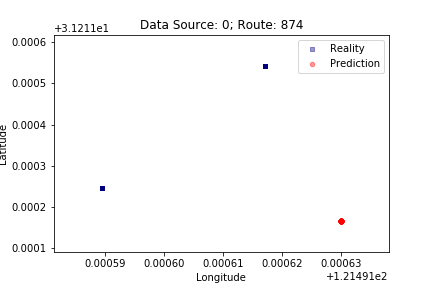 Data Source: 0; Route: 874
+3.1211e1
0.0006
0.0005
0.0004
0.0003
0.0002
0.0001
Latitude
Reality
Prediction
0.00059 0.00060 0.00061 0.00062 0.00063
Longitude
+1.21491e2